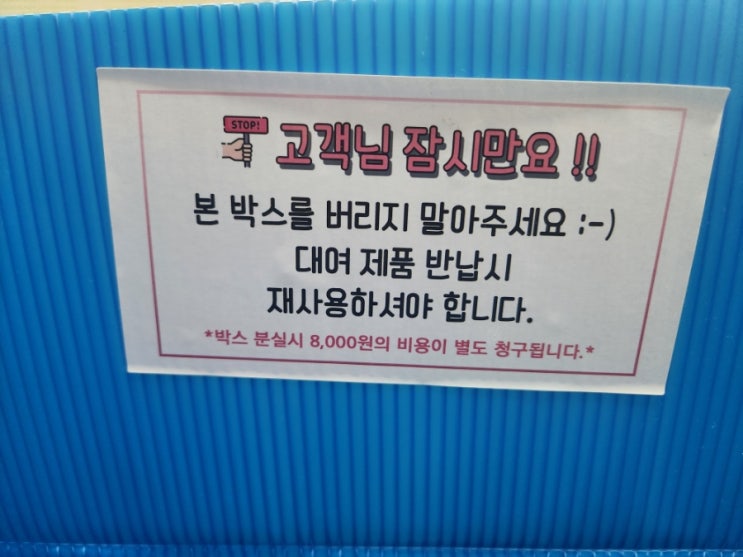 STOP!
고객님 잠시만요 !!
본 박스를 버리지 말아주세요 :-)
대여 제품 반납시
재사용하셔야 합니다.
*박스 분실시 8,000원의 비용이 별도 청구됩니다.*